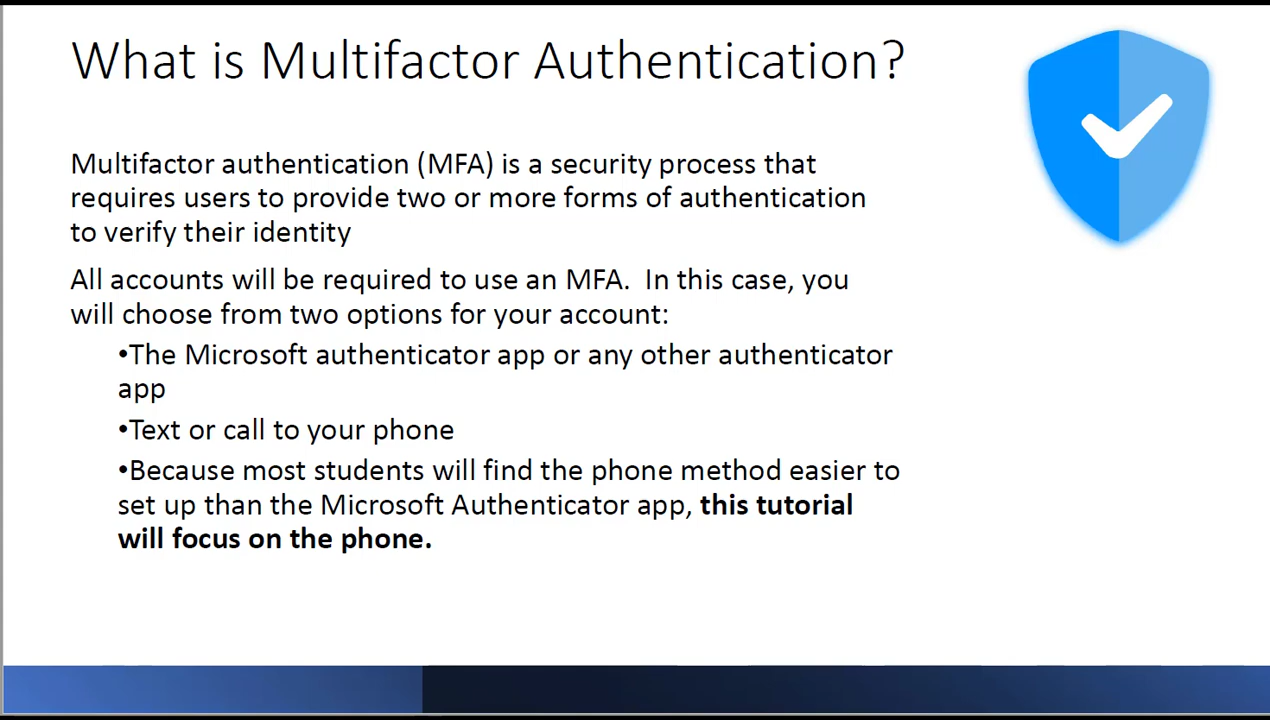 What is Multifactor Authentication?
Multifactor authentication (MFA) is a security process that
requires users to provide two or more forms of authentication
to verify their identity
All accounts will be required to use an MFA.  In this case, you
will choose from two options for your account:
•The Microsoft authenticator app or any other authenticator
app
•Text or call to your phone
•Because most students will find the phone method easier to
set up than the Microsoft Authenticator app, this tutorial
will focus on the phone.